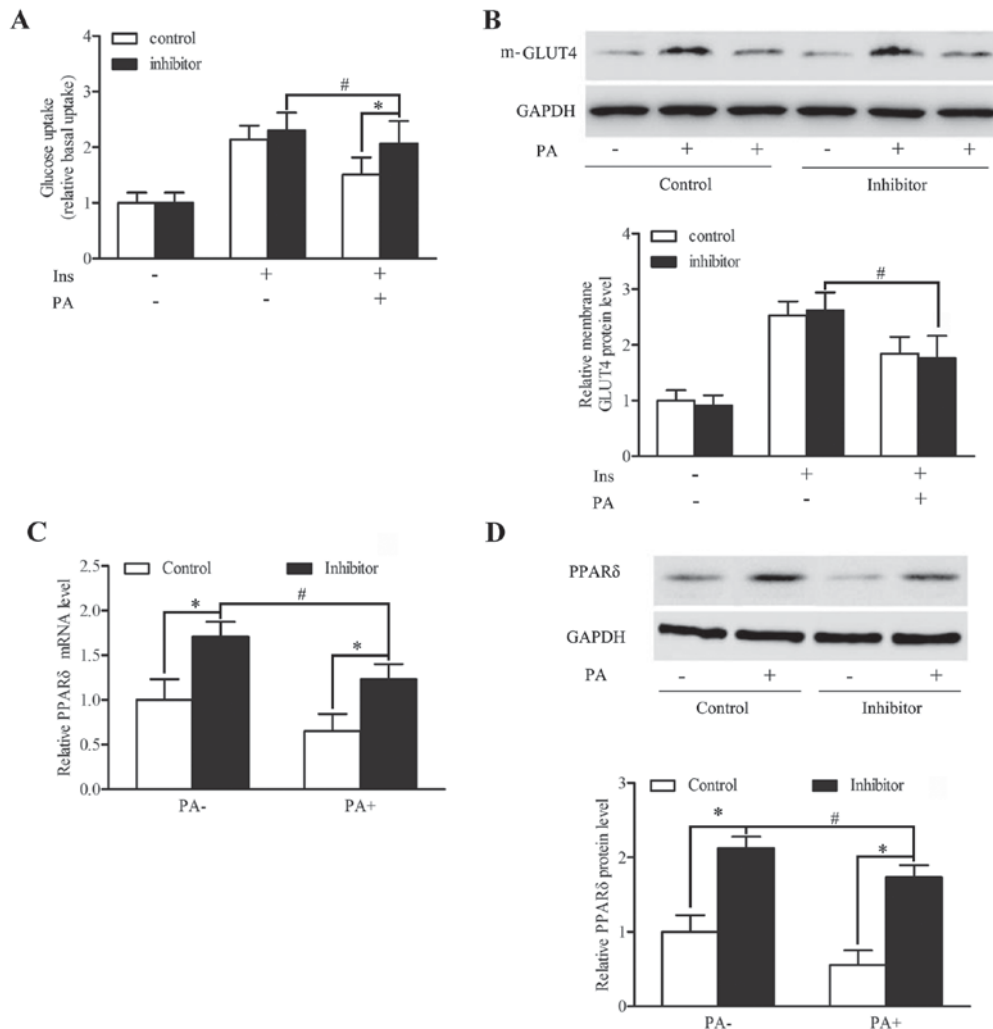 A
control
inhibitor
Glucose uptake
(relative basal uptake)
4
3
2
1
0
#
*
Ins - + +
PA - - +
B
m-GLUT4
GAPDH
PA - + + - + +
Control Inhibitor
control
inhibitor
Relative membrane
GLUT4 protein level
4
3
2
1
0
#
Ins - + +
PA - - +
C
Control Inhibitor
Relative PPARδ mRNA level
2.5
2.0
1.5
1.0
0.5
0.0
* # *
PA- PA+
D
PPARδ
GAPDH
PA - + - +
Control Inhibitor
Control Inhibitor
Relative PPARδ protein level
3
2
1
0
* # *
PA- PA+